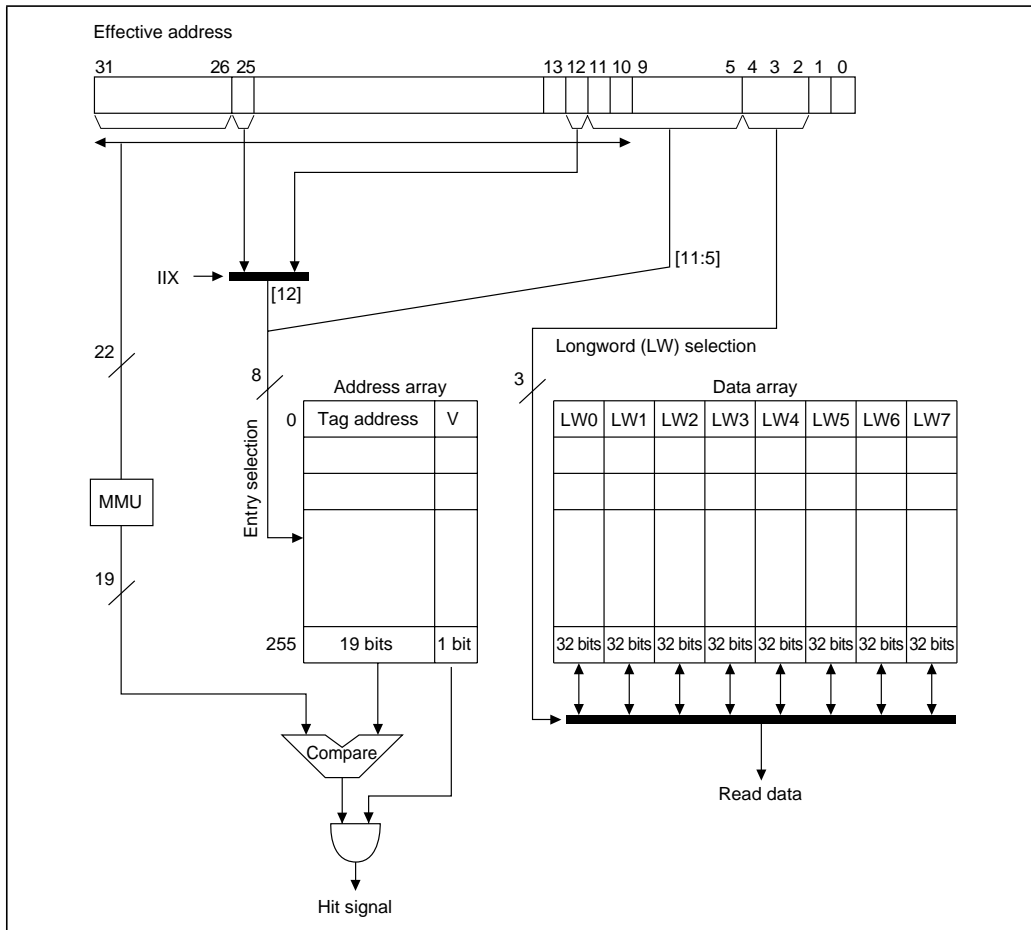 Effective address
31 26 25 13 12 11 10 9 5 4 3 2 1 0
[11:5]
IIX
[12]
Longword (LW) selection
22
8
3
Address array
Data array
0 Tag address V
LW0 LW1 LW2 LW3 LW4 LW5 LW6 LW7
Entry selection
MMU
19
255 19 bits 1 bit
32 bits 32 bits 32 bits 32 bits 32 bits 32 bits 32 bits 32 bits
Compare
Read data
Hit signal